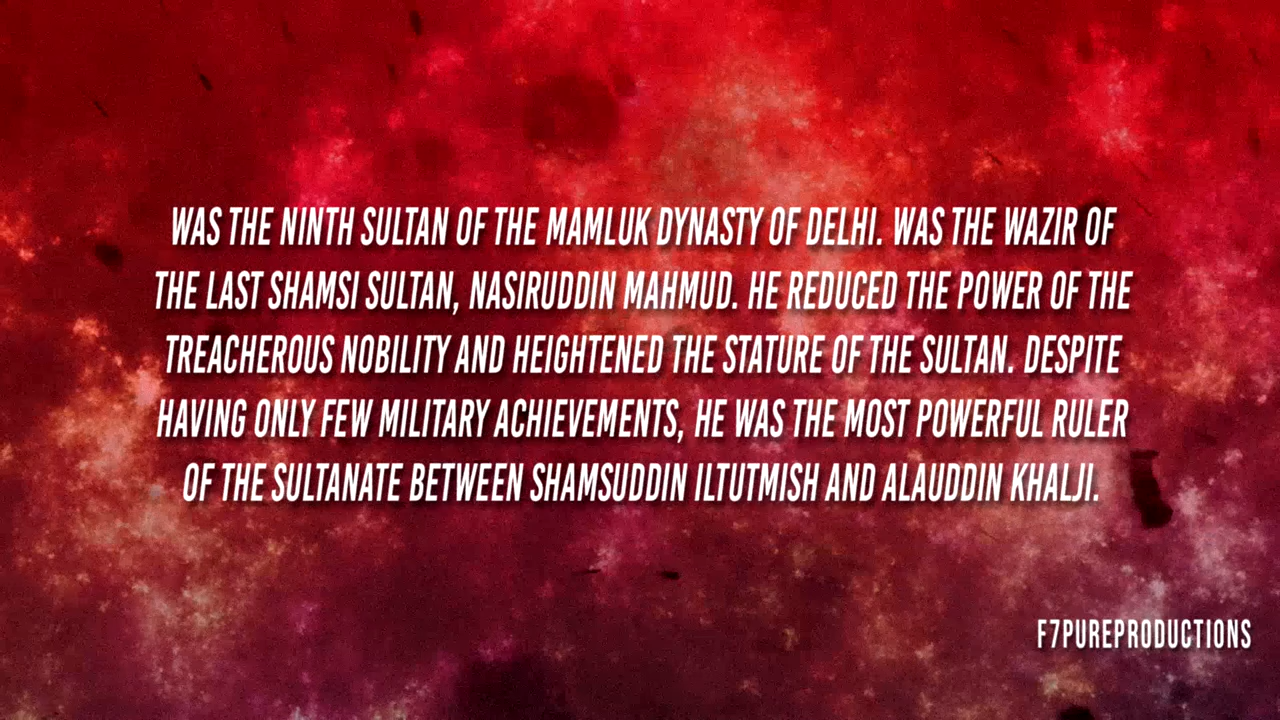 WAS THE NINTH SULTAN OF THE MAMLUK DYNASTY OF DELHI. WAS THE WAZIR OF
THE LAST SHAMSI SULTAN, NASIRUDDIN MAHMUD. HE REDUCED THE POWER OF THE
TREACHEROUS NOBILITY AND HEIGHTENED THE STATURE OF THE SULTAN. DESPITE
HAVING ONLY FEW MILITARY ACHIEVEMENTS, HE WAS THE MOST POWERFUL RULER
OF THE SULTANATE BETWEEN SHAMSUDDIN ILTUTMISH AND ALAUDDIN KHALJI.
F7PUREPRODUCTIONS